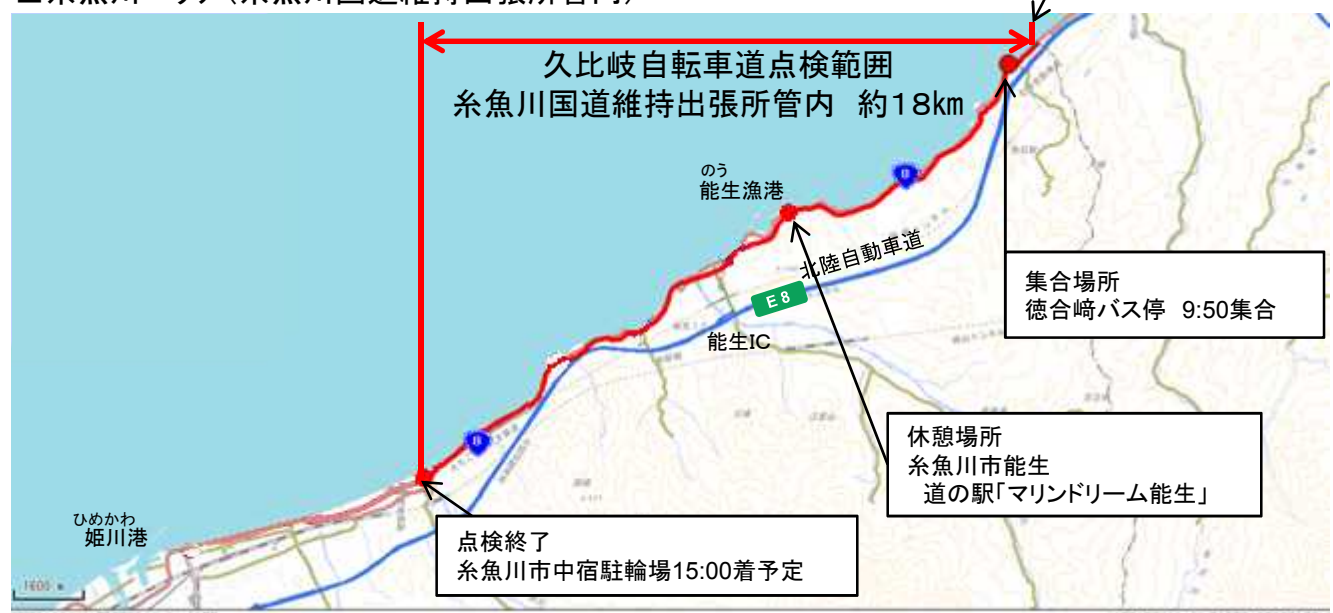 久比岐自転車道点検範囲
糸魚川国道維持出張所管内 約18km
のう
能生漁港
8
北陸自動車道
E8
能生IC
集合場所
徳合﨑バス停 9:50集合
休憩場所
糸魚川市能生
道の駅「マリンドリーム能生」
8
ひめかわ
姫川港
点検終了
糸魚川市中宿駐輪場15:00着予定